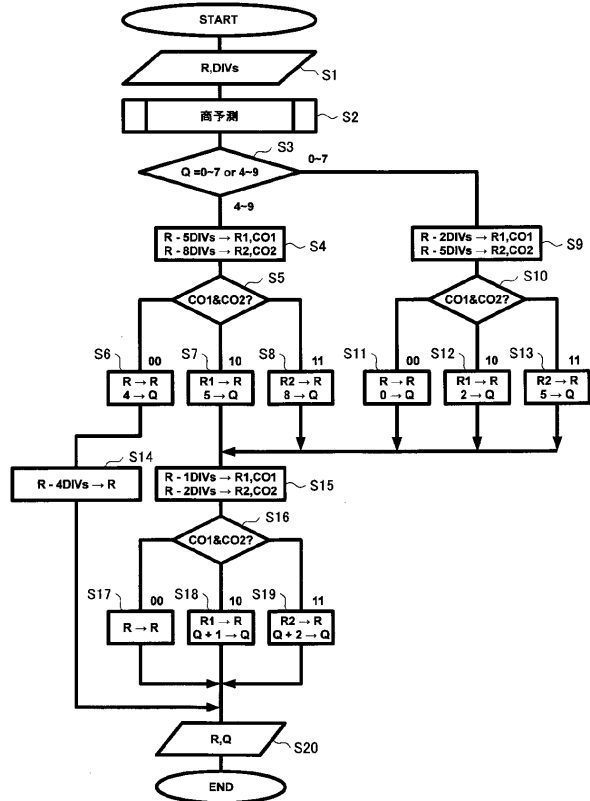 START
R,DIVs
S1
商予測
S2
S3
Q =0~7 or 4~9
0~7
4~9
R - 5DIVs → R1,CO1
R - 8DIVs → R2,CO2
S4
R - 2DIVs → R1,CO1
R - 5DIVs → R2,CO2
S9
S5
CO1&CO2?
S10
CO1&CO2?
S6
00
R → R
4 → Q
S7
10
R1 → R
5 → Q
S8
11
R2 → R
8 → Q
S11
00
R → R
0 → Q
S12
10
R1 → R
2 → Q
S13
11
R2 → R
5 → Q
S14
R - 4DIVs → R
R - 1DIVs → R1,CO1
R - 2DIVs → R2,CO2
S15
S16
CO1&CO2?
S17
00
R → R
S18
10
R1 → R
Q + 1 → Q
S19
11
R2 → R
Q + 2 → Q
R,Q
S20
END